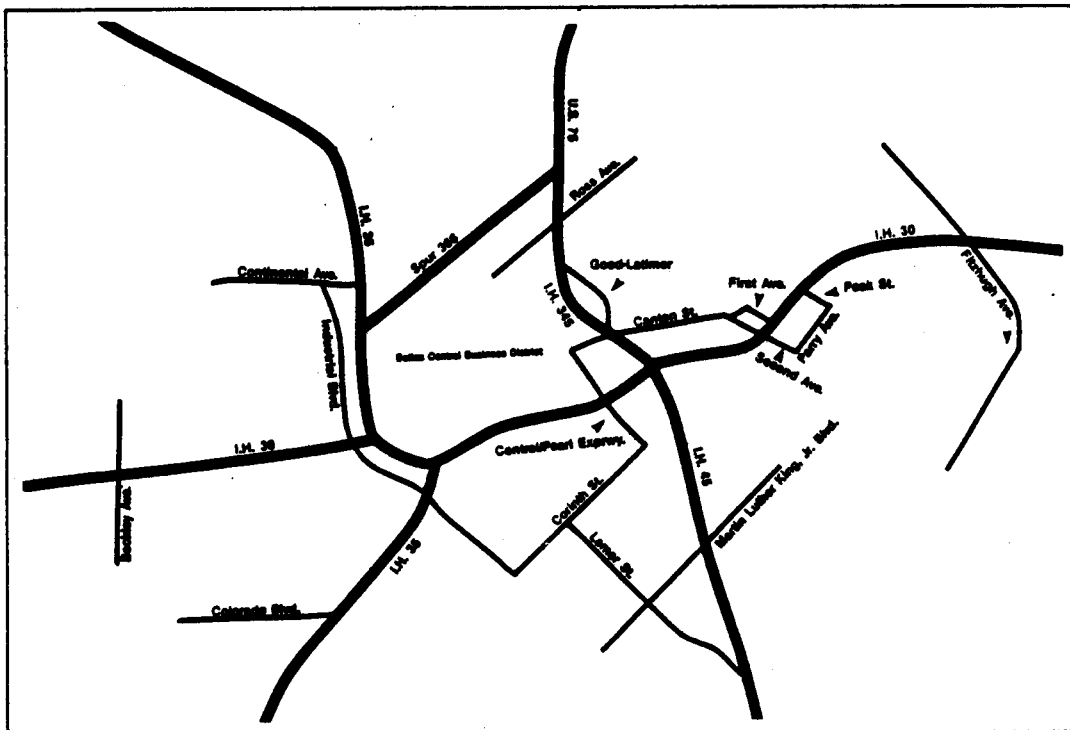 U.S. 75
Ross Ave.
I.H. 35
Spur 366
Continental Ave.
Good-Latimer
I.H. 30
First Ave.
Peak St.
Fitzhugh Ave.
I.H. 345
Canton St.
Parry Ave.
Second Ave.
Industrial Blvd.
Dallas Central Business District
Central/Pearl Exprwy.
I.H. 30
Beckley Ave.
I.H. 45
Martin Luther King, Jr. Blvd.
Corinth St.
Lamar St.
I.H. 35
Colorado Blvd.